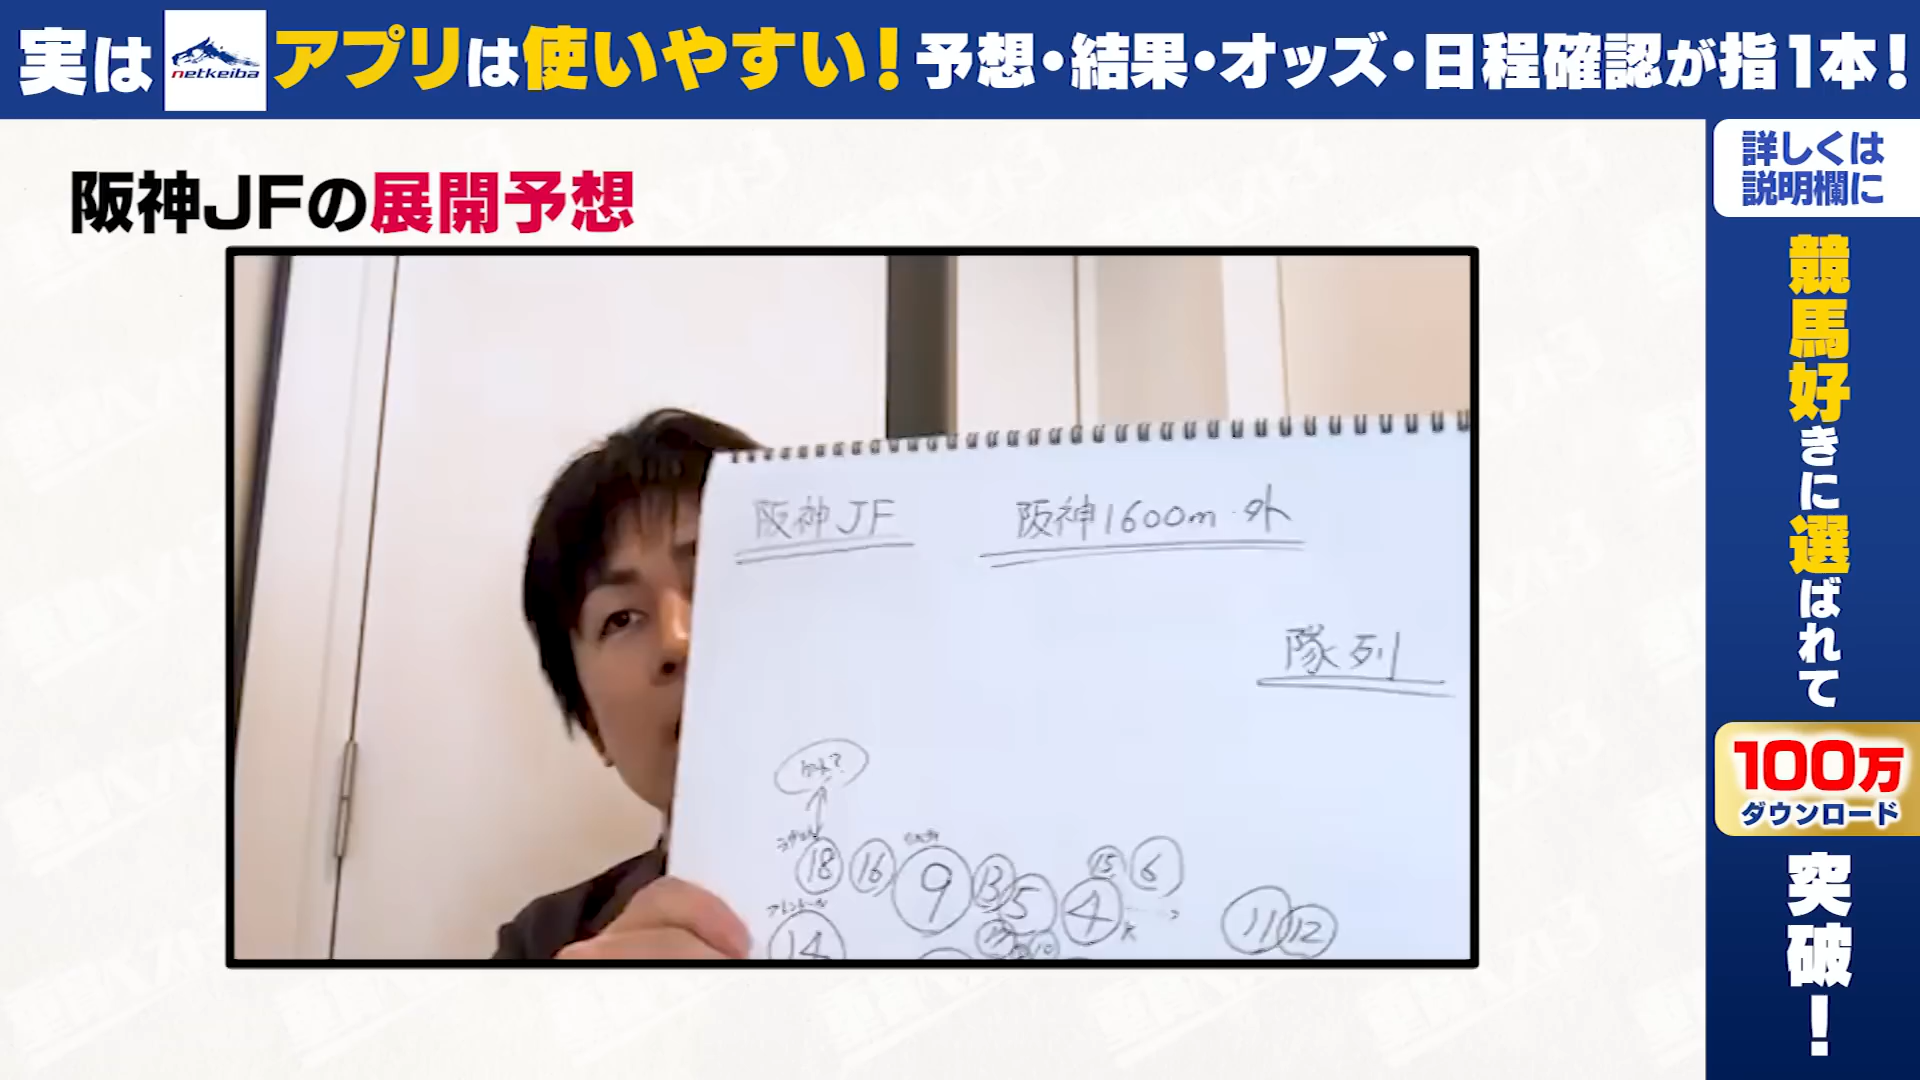 実は netkeiba アプリは使いやすい！予想・結果・オッズ・日程確認が指1本！
詳しくは
説明欄に
競馬好きに選ばれて
100万
ダウンロード
突破！
阪神JFの展開予想
阪神JF 阪神1600m・外
隊列
18 16 9 13 5 4 15 6
14 11 12
10